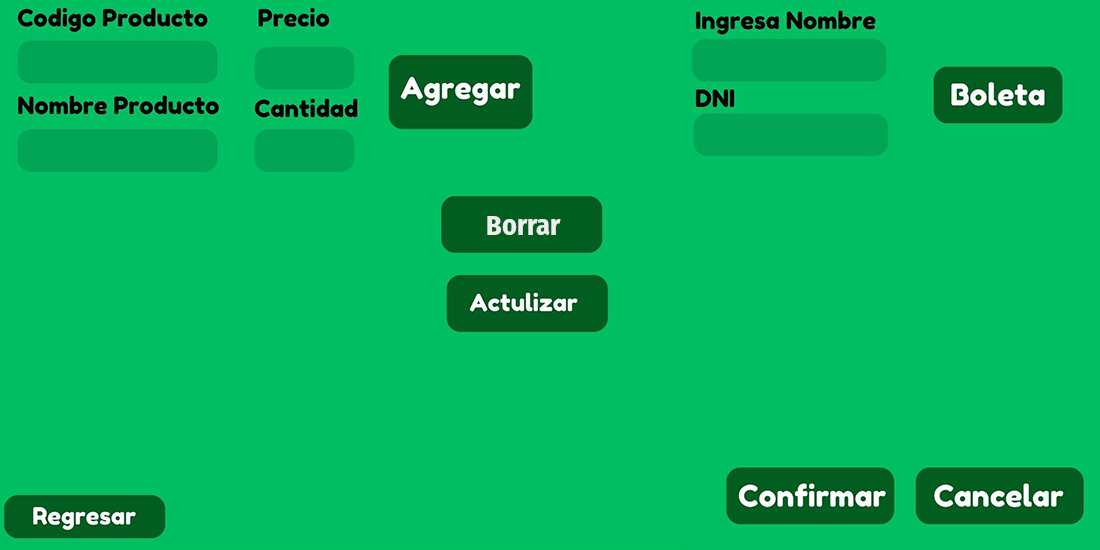 Codigo Producto
Precio
Ingresa Nombre
Agregar
Boleta
Nombre Producto
Cantidad
DNI
Borrar
Actulizar
Confirmar
Cancelar
Regresar